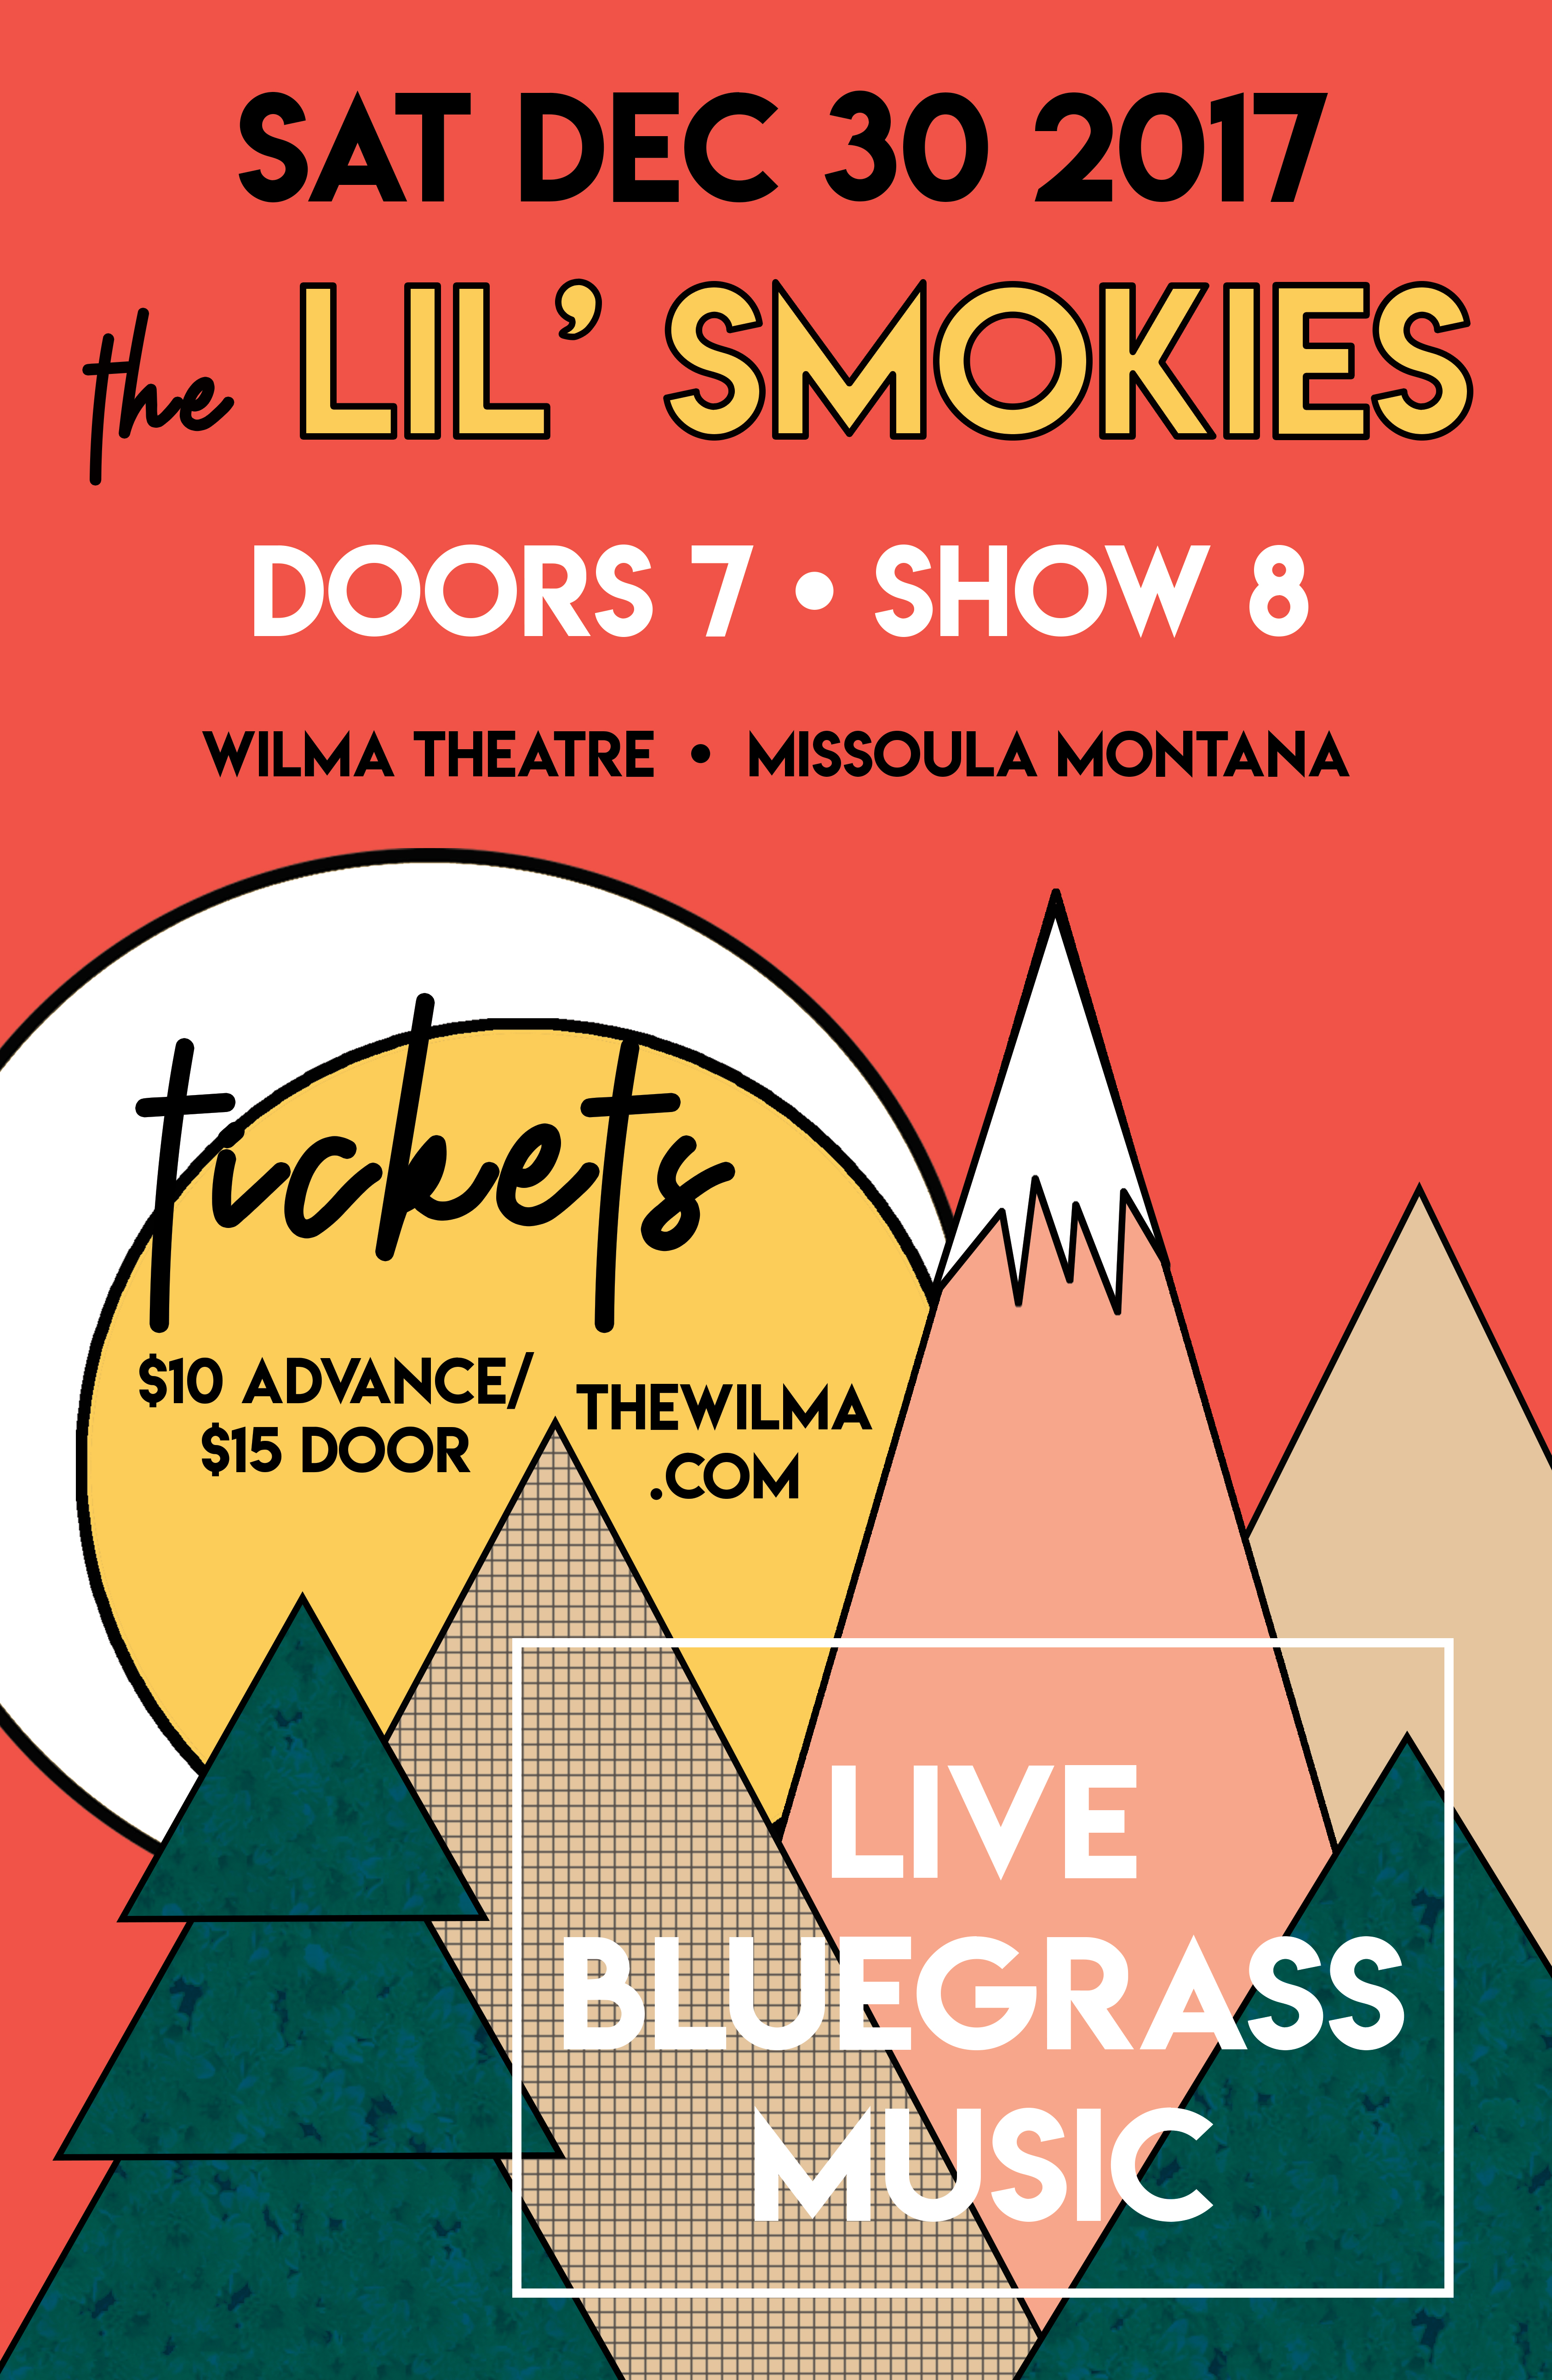 SAT DEC 30 2017
the LIL' SMOKIES
DOORS 7 • SHOW 8
WILMA THEATRE • MISSOULA MONTANA
tickets
$10 ADVANCE/
$15 DOOR
THEWILMA
.COM
LIVE
BLUEGRASS
MUSIC